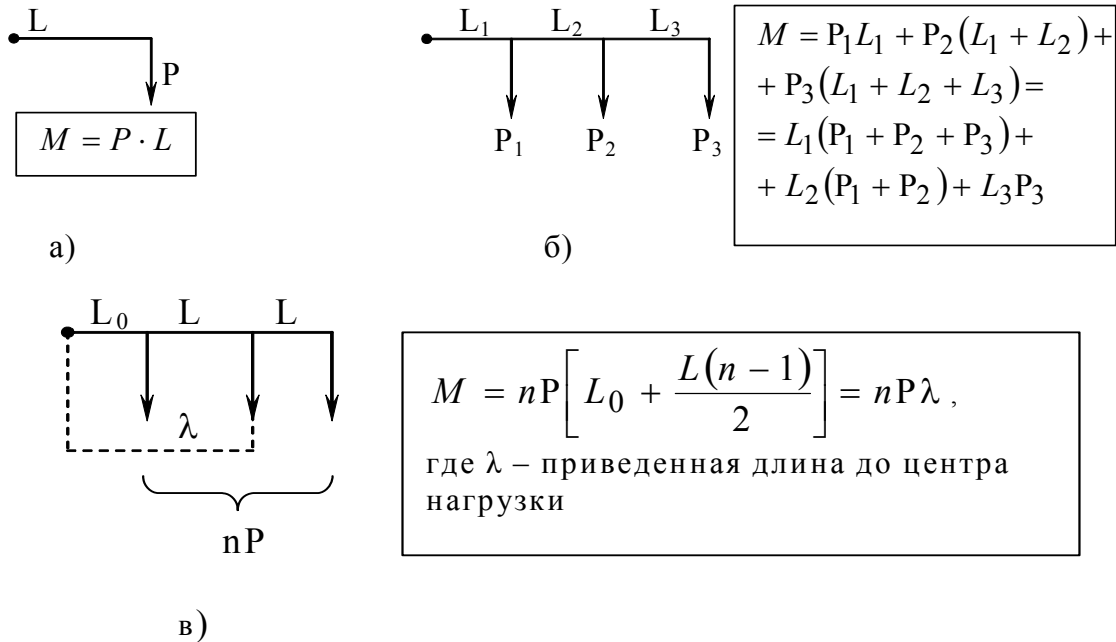 L
P
M = P · L
а)
L₁ L₂ L₃
P₁ P₂ P₃
M = P₁L₁ + P₂(L₁ + L₂) +
+ P₃(L₁ + L₂ + L₃) =
= L₁(P₁ + P₂ + P₃) +
+ L₂(P₁ + P₂) + L₃P₃
б)
L₀ L L
λ
nP
M = nP[L₀ + L(n − 1)/2] = nPλ ,
где λ – приведенная длина до центра
нагрузки
в)